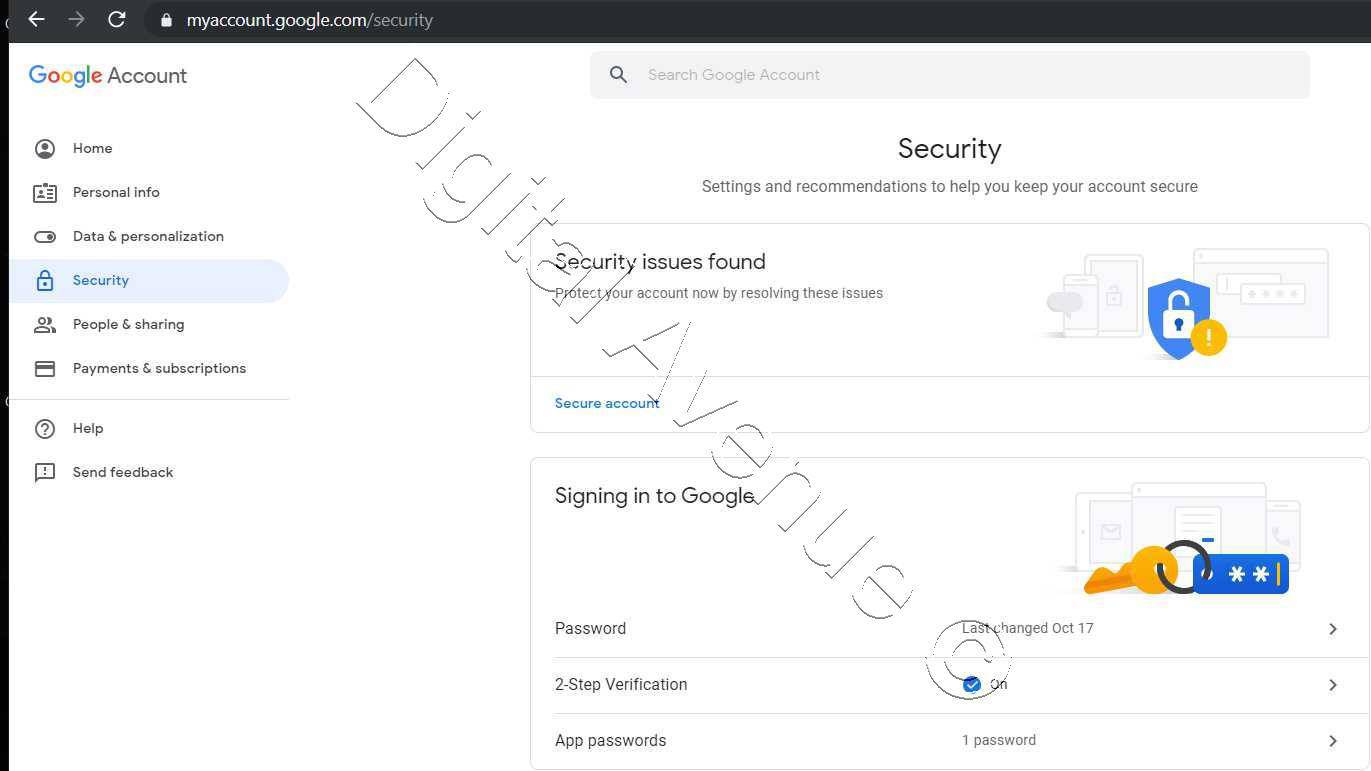 myaccount.google.com/security
Google Account
Search Google Account
Home
Personal info
Data & personalization
Security
People & sharing
Payments & subscriptions
Help
Send feedback
Security
Settings and recommendations to help you keep your account secure
Security issues found
Protect your account now by resolving these issues
Secure account
Signing in to Google
Password
Last changed Oct 17
2-Step Verification
On
App passwords
1 password
Digital Avenue ©